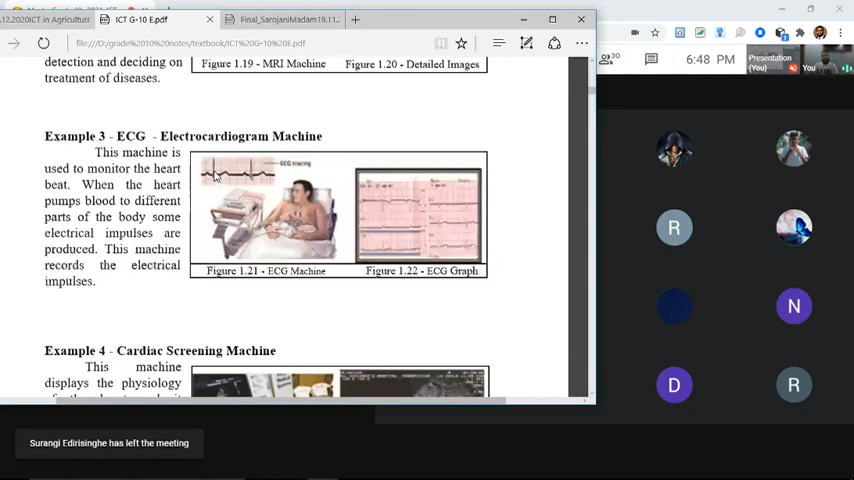 .12.2020ICT in Agricultura
ICT G-10 E.pdf
Final_SarojaniMadam19.11.2
file:///D:/grade%2010%20notes/textbook/ICT%20G-10%20E.pdf
30
6:48 PM
Presentation
(You)
You
detection and deciding on
treatment of diseases.
Figure 1.19 - MRI Machine
Figure 1.20 - Detailed Images
Example 3 - ECG - Electrocardiogram Machine
This machine is
used to monitor the heart
beat. When the heart
pumps blood to different
parts of the body some
electrical impulses are
produced. This machine
records the electrical
impulses.
ECG tracing
Figure 1.21 - ECG Machine
Figure 1.22 - ECG Graph
Example 4 - Cardiac Screening Machine
This machine
displays the physiology
R
N
D
R
Surangi Edirisinghe has left the meeting